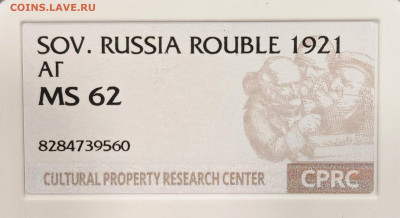 COINS.LAVE.RU
SOV. RUSSIA ROUBLE 1921
АГ
MS 62
8284739560
CULTURAL PROPERTY RESEARCH CENTER
CPRC